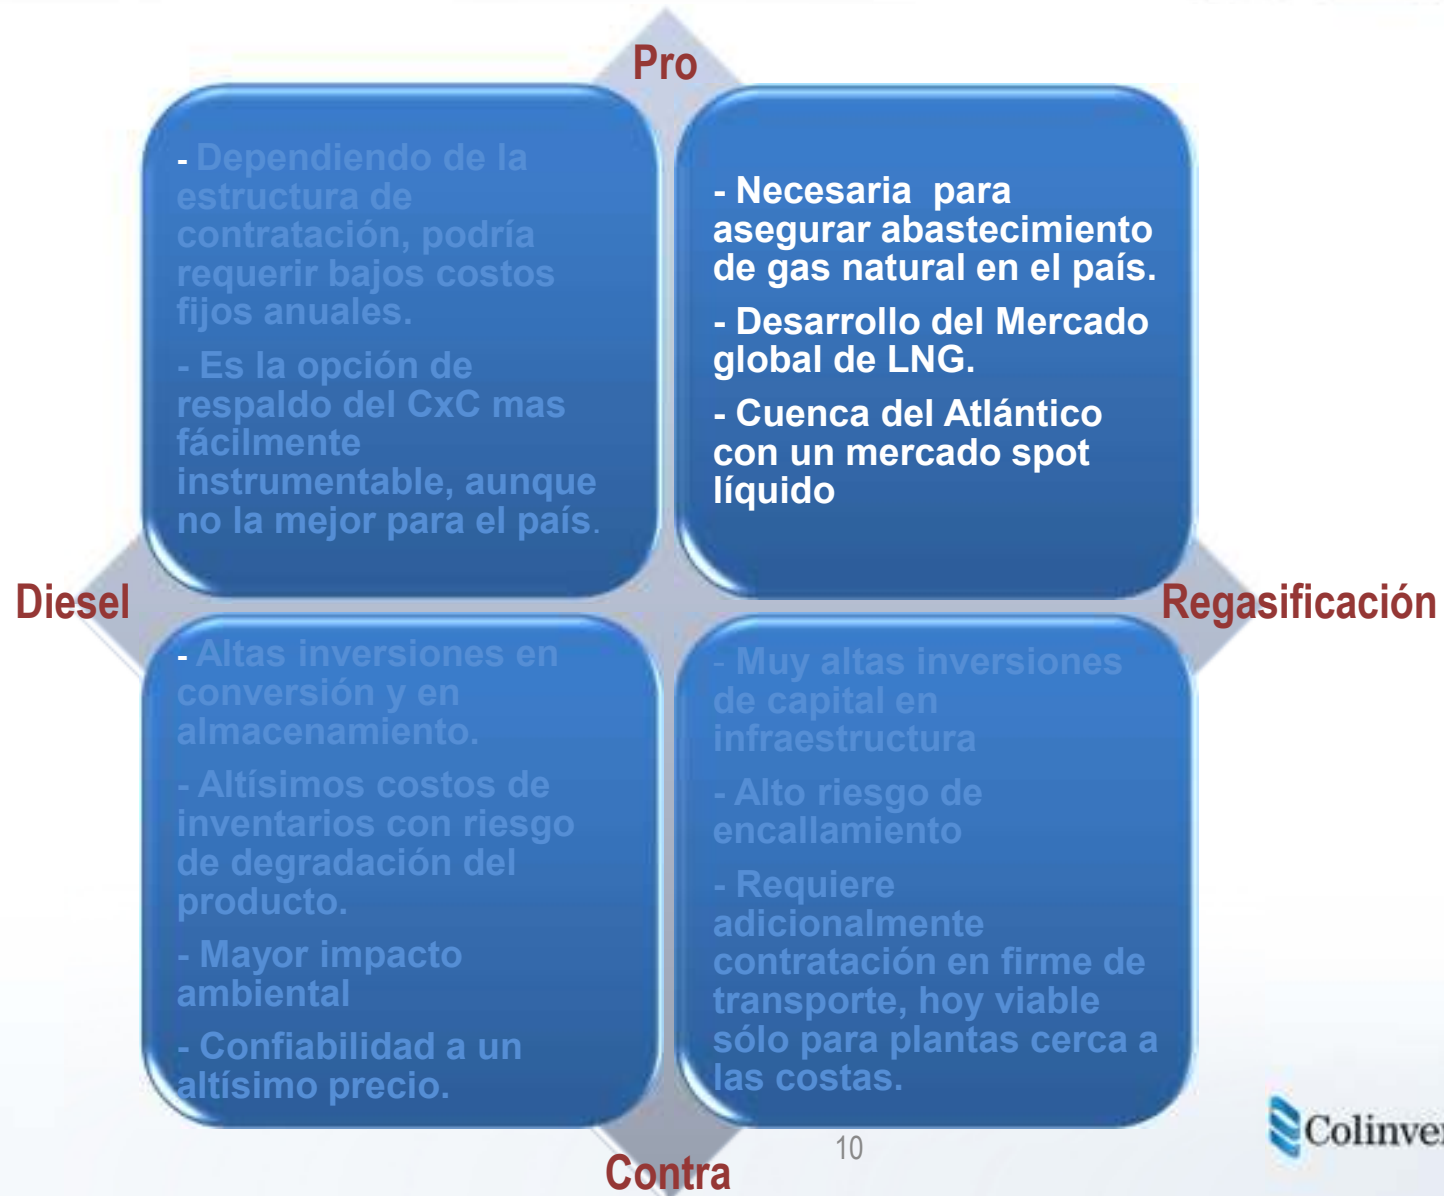 Pro
- Dependiendo de la
estructura de
contratación, podría
requerir bajos costos
fijos anuales.
- Es la opción de
respaldo del CxC mas
fácilmente
instrumentable, aunque
no la mejor para el país.
- Necesaria para
asegurar abastecimiento
de gas natural en el país.
- Desarrollo del Mercado
global de LNG.
- Cuenca del Atlántico
con un mercado spot
líquido
Diesel
Regasificación
- Altas inversiones en
conversión y en
almacenamiento.
- Altísimos costos de
inventarios con riesgo
de degradación del
producto.
- Mayor impacto
ambiental
- Confiabilidad a un
altísimo precio.
- Muy altas inversiones
de capital en
infraestructura
- Alto riesgo de
encallamiento
- Requiere
adicionalmente
contratación en firme de
transporte, hoy viable
sólo para plantas cerca a
las costas.
Contra
10